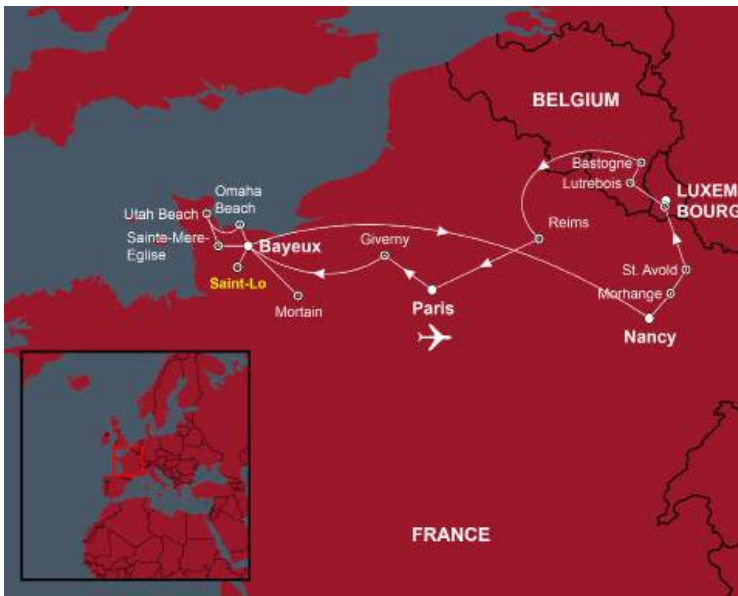 BELGIUM
Bastogne
Lutrebois
LUXEM
BOURG
Omaha
Beach
Utah Beach
Sainte-Mere-
Eglise
Bayeux
Giverny
Reims
Saint-Lo
Mortain
Paris
St. Avold
Morhange
Nancy
FRANCE